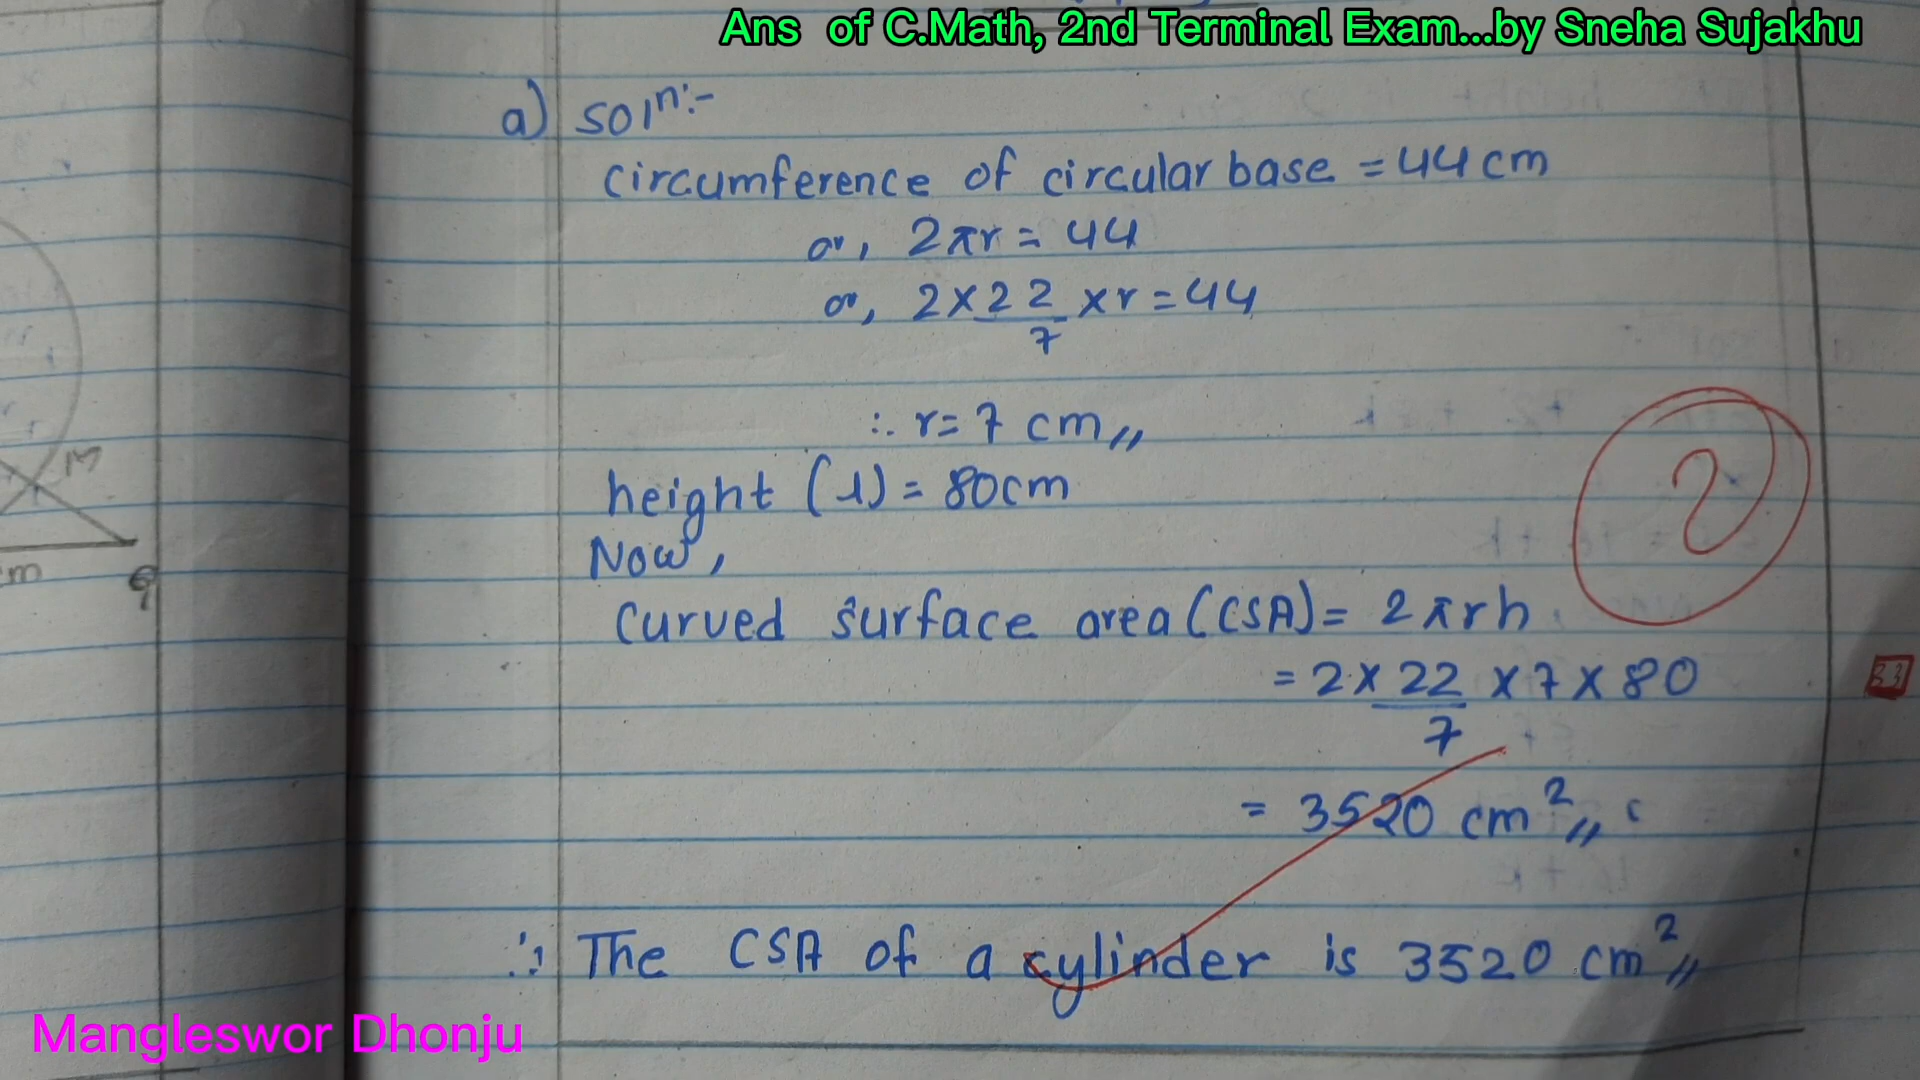 Ans of C.Math, 2nd Terminal Exam...by Sneha Sujakhu
a) Solⁿ:-
Circumference of circular base = 44 cm
or, 2πr = 44
or, 2 × 22/7 × r = 44
∴ r = 7 cm,,
height (l) = 80cm
Now,
Curved surface area (CSA) = 2πrh
= 2 × 22/7 × 7 × 80
= 3520 cm²,,
∴ The CSA of a cylinder is 3520 cm²,,
2
M
cm
Mangleswor Dhonju